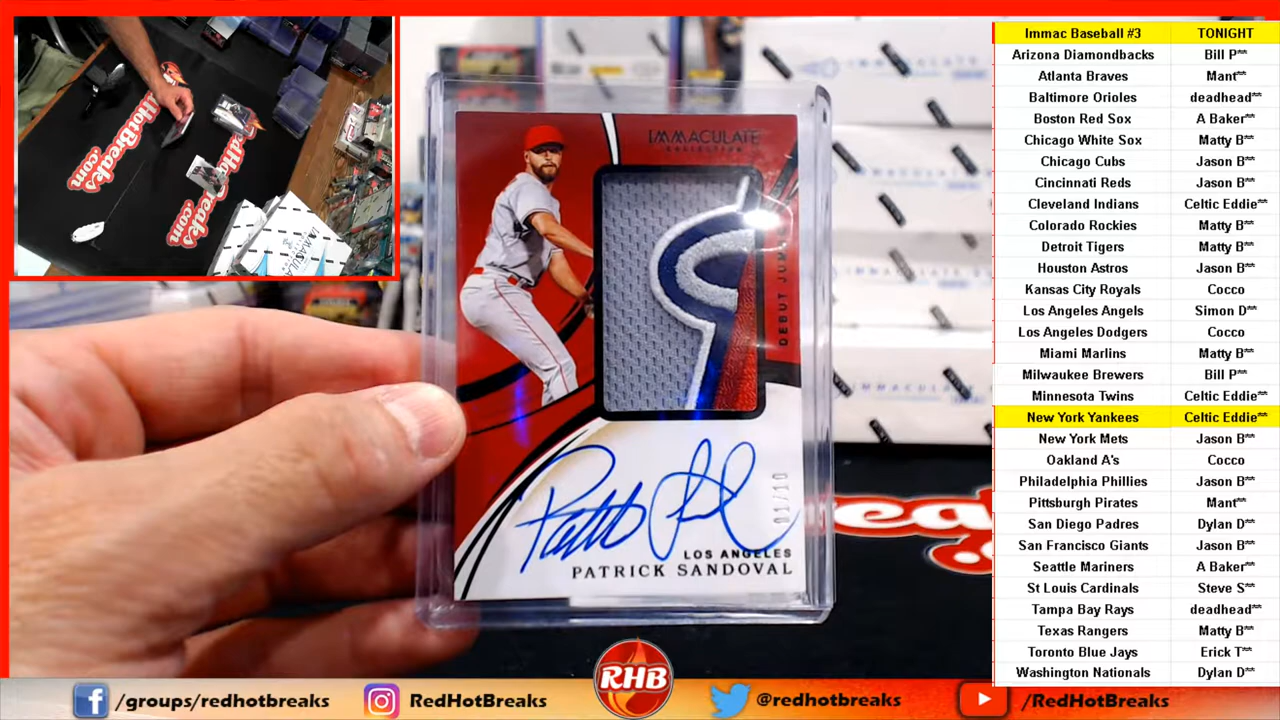 Immac Baseball #3 TONIGHT
Arizona Diamondbacks Bill P**
Atlanta Braves Mant**
Baltimore Orioles deadhead**
Boston Red Sox A Baker**
Chicago White Sox Matty B**
Chicago Cubs Jason B**
Cincinnati Reds Jason B**
Cleveland Indians Celtic Eddie**
Colorado Rockies Matty B**
Detroit Tigers Matty B**
Houston Astros Jason B**
Kansas City Royals Cocco
Los Angeles Angels Simon D**
Los Angeles Dodgers Cocco
Miami Marlins Matty B**
Milwaukee Brewers Bill P**
Minnesota Twins Celtic Eddie**
New York Yankees Celtic Eddie**
New York Mets Jason B**
Oakland A's Cocco
Philadelphia Phillies Jason B**
Pittsburgh Pirates Mant**
San Diego Padres Dylan D**
San Francisco Giants Jason B**
Seattle Mariners A Baker**
St Louis Cardinals Steve S**
Tampa Bay Rays deadhead**
Texas Rangers Matty B**
Toronto Blue Jays Erick T**
Washington Nationals Dylan D**
IMMACULATE
COLLECTION
01/10
LOS ANGELES
PATRICK SANDOVAL
RHB
/groups/redhotbreaks
RedHotBreaks
@redhotbreaks
/RedHotBreaks